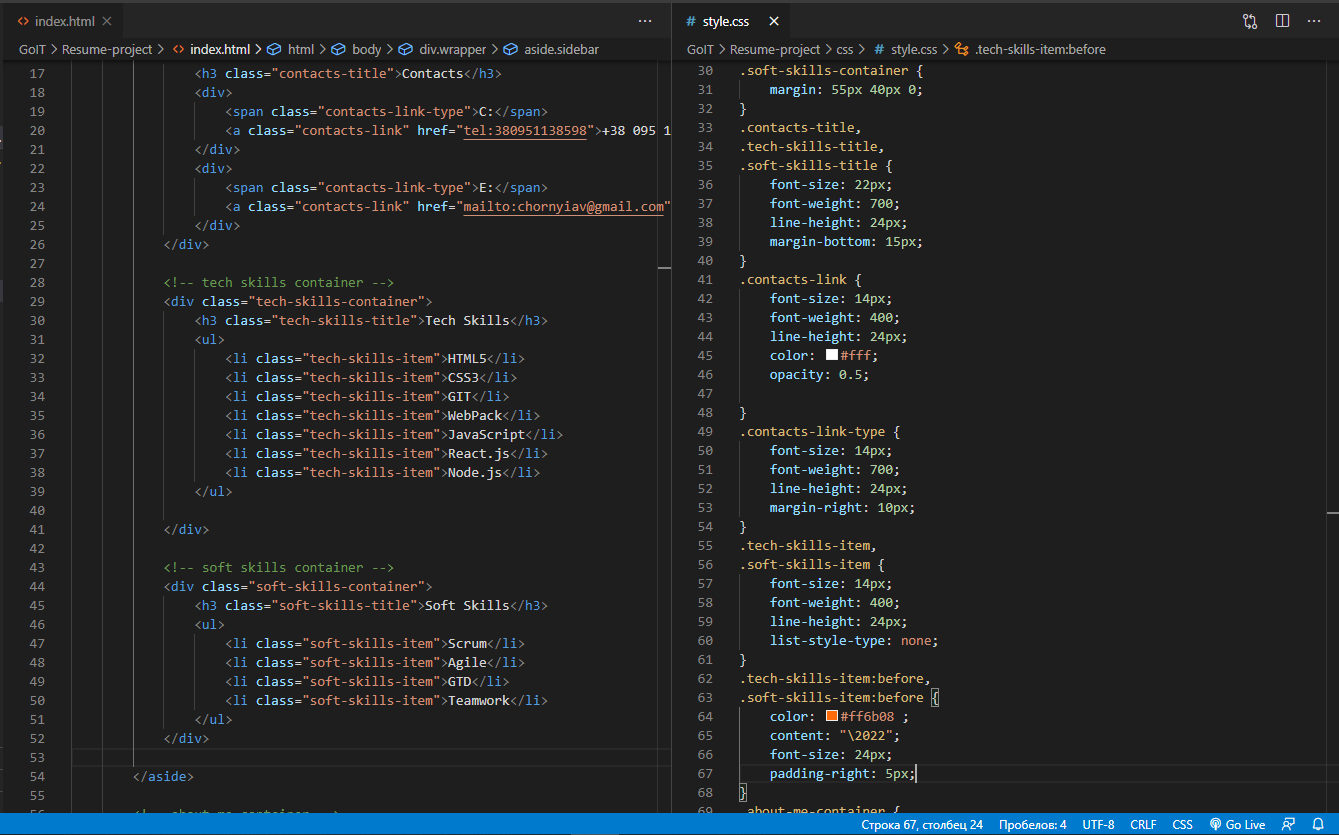 index.html
GoIT > Resume-project > index.html > html > body > div.wrapper > aside.sidebar
17 <h3 class="contacts-title">Contacts</h3>
18 <div>
19 <span class="contacts-link-type">C:</span>
20 <a class="contacts-link" href="tel:380951138598">+38 095 1
21 </div>
22 <div>
23 <span class="contacts-link-type">E:</span>
24 <a class="contacts-link" href="mailto:chornyiav@gmail.com"
25 </div>
26 </div>
27
28 <!-- tech skills container -->
29 <div class="tech-skills-container">
30 <h3 class="tech-skills-title">Tech Skills</h3>
31 <ul>
32 <li class="tech-skills-item">HTML5</li>
33 <li class="tech-skills-item">CSS3</li>
34 <li class="tech-skills-item">GIT</li>
35 <li class="tech-skills-item">WebPack</li>
36 <li class="tech-skills-item">JavaScript</li>
37 <li class="tech-skills-item">React.js</li>
38 <li class="tech-skills-item">Node.js</li>
39 </ul>
40
41 </div>
42
43 <!-- soft skills container -->
44 <div class="soft-skills-container">
45 <h3 class="soft-skills-title">Soft Skills</h3>
46 <ul>
47 <li class="soft-skills-item">Scrum</li>
48 <li class="soft-skills-item">Agile</li>
49 <li class="soft-skills-item">GTD</li>
50 <li class="soft-skills-item">Teamwork</li>
51 </ul>
52 </div>
53
54 </aside>
55
56 <!-- about me container -->
# style.css
GoIT > Resume-project > css > # style.css > .tech-skills-item:before
30 .soft-skills-container {
31 margin: 55px 40px 0;
32 }
33 .contacts-title,
34 .tech-skills-title,
35 .soft-skills-title {
36 font-size: 22px;
37 font-weight: 700;
38 line-height: 24px;
39 margin-bottom: 15px;
40 }
41 .contacts-link {
42 font-size: 14px;
43 font-weight: 400;
44 line-height: 24px;
45 color: #fff;
46 opacity: 0.5;
47
48 }
49 .contacts-link-type {
50 font-size: 14px;
51 font-weight: 700;
52 line-height: 24px;
53 margin-right: 10px;
54 }
55 .tech-skills-item,
56 .soft-skills-item {
57 font-size: 14px;
58 font-weight: 400;
59 line-height: 24px;
60 list-style-type: none;
61 }
62 .tech-skills-item:before,
63 .soft-skills-item:before {
64 color: #ff6b08 ;
65 content: "\2022";
66 font-size: 24px;
67 padding-right: 5px;
68 }
69 .about-me-container {
Строка 67, столбец 24 Пробелов: 4 UTF-8 CRLF CSS Go Live